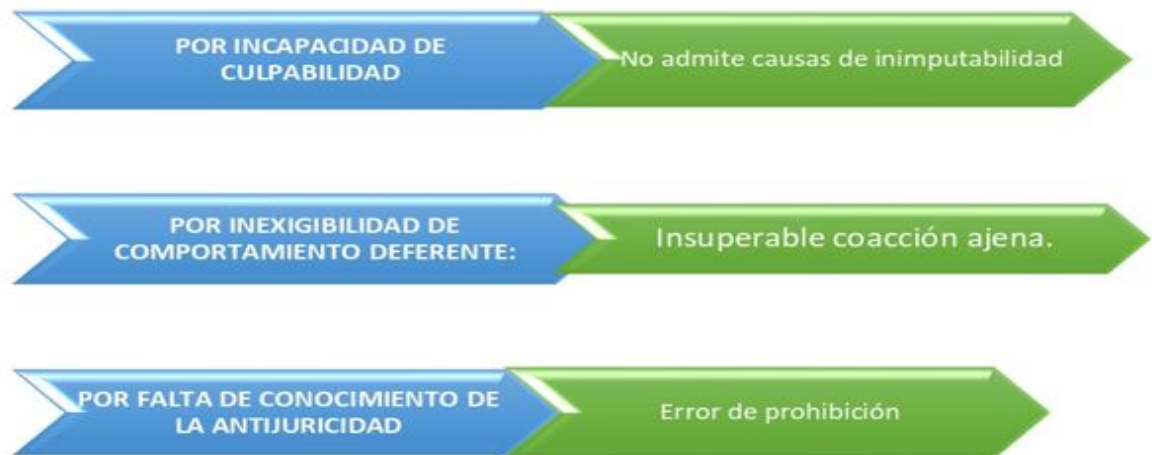 POR INCAPACIDAD DE
CULPABILIDAD
No admite causas de inimputabilidad
POR INEXIGIBILIDAD DE
COMPORTAMIENTO DEFERENTE:
Insuperable coacción ajena.
POR FALTA DE CONOCIMIENTO DE
LA ANTIJURICIDAD
Error de prohibición